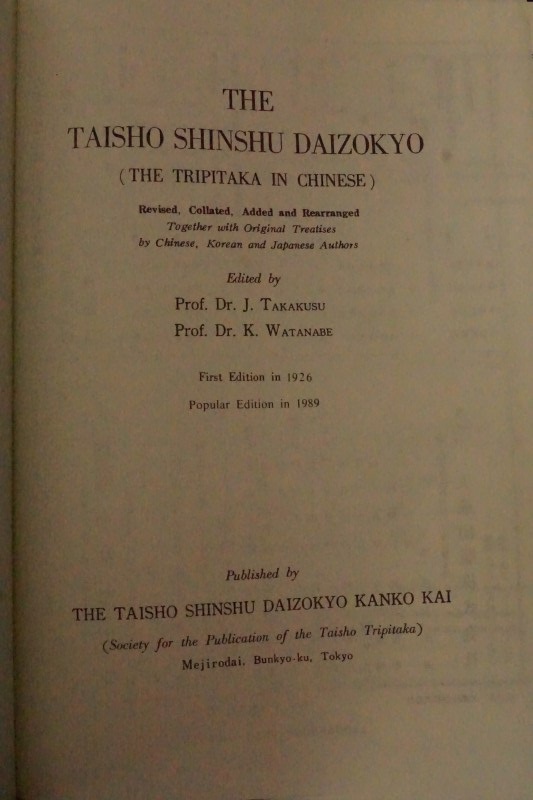 THE
TAISHO SHINSHU DAIZOKYO
(THE TRIPITAKA IN CHINESE)
Revised, Collated, Added and Rearranged
Together with Original Treatises
by Chinese, Korean and Japanese Authors
Edited by
Prof. Dr. J. TAKAKUSU
Prof. Dr. K. WATANABE
First Edition in 1926
Popular Edition in 1989
Published by
THE TAISHO SHINSHU DAIZOKYO KANKO KAI
(Society for the Publication of the Taisho Tripitaka)
Mejirodai, Bunkyo-ku, Tokyo